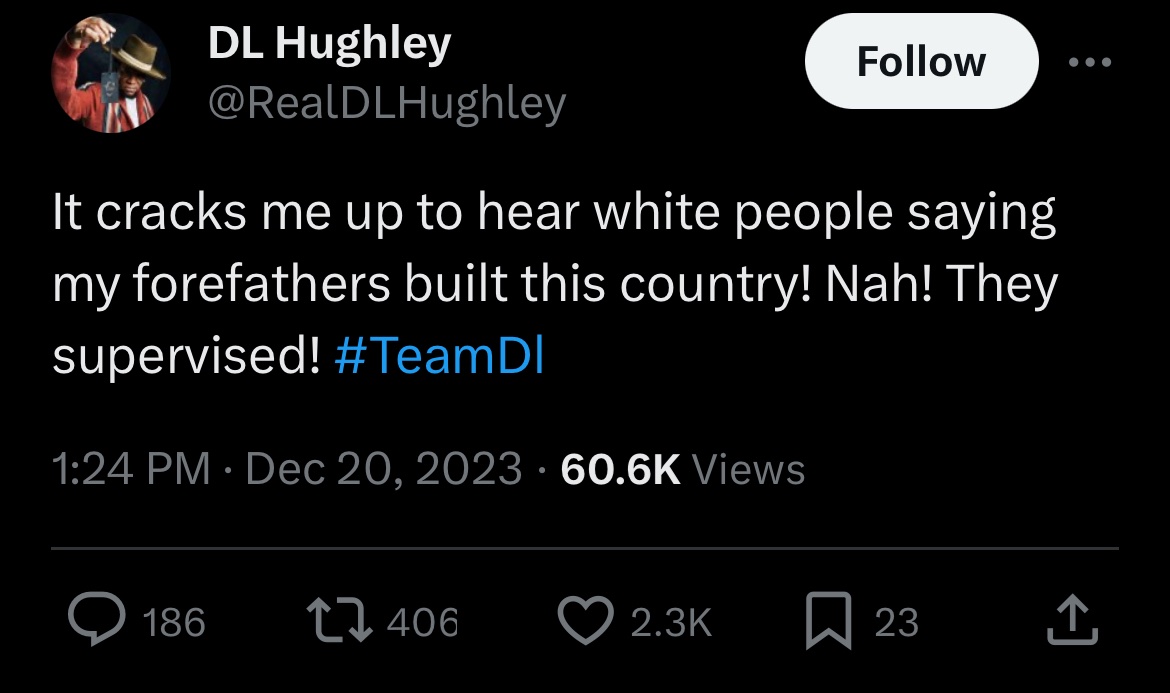 DL Hughley
@RealDLHughley
Follow
It cracks me up to hear white people saying
my forefathers built this country! Nah! They
supervised! #TeamDl
1:24 PM · Dec 20, 2023 · 60.6K Views
186 406 2.3K 23